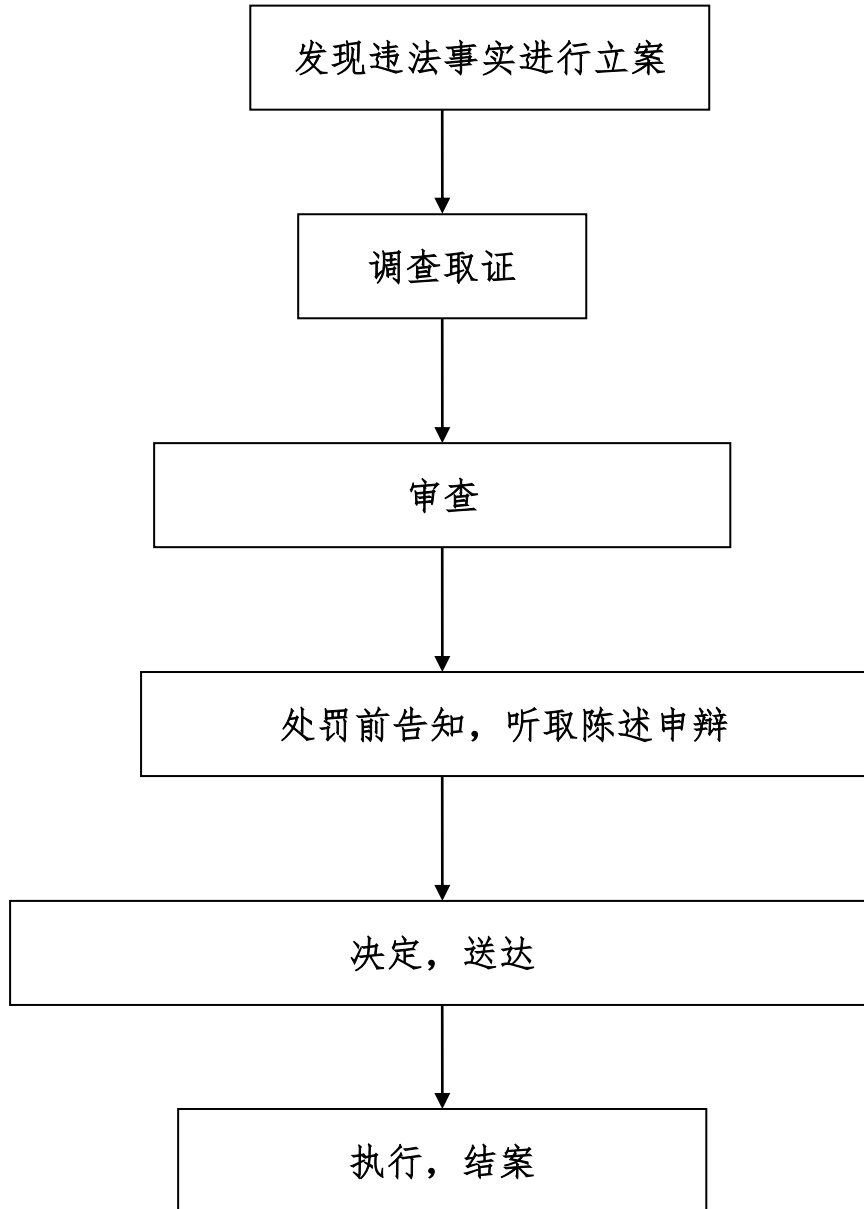 发现违法事实进行立案
调查取证
审查
处罚前告知，听取陈述申辩
决定，送达
执行，结案